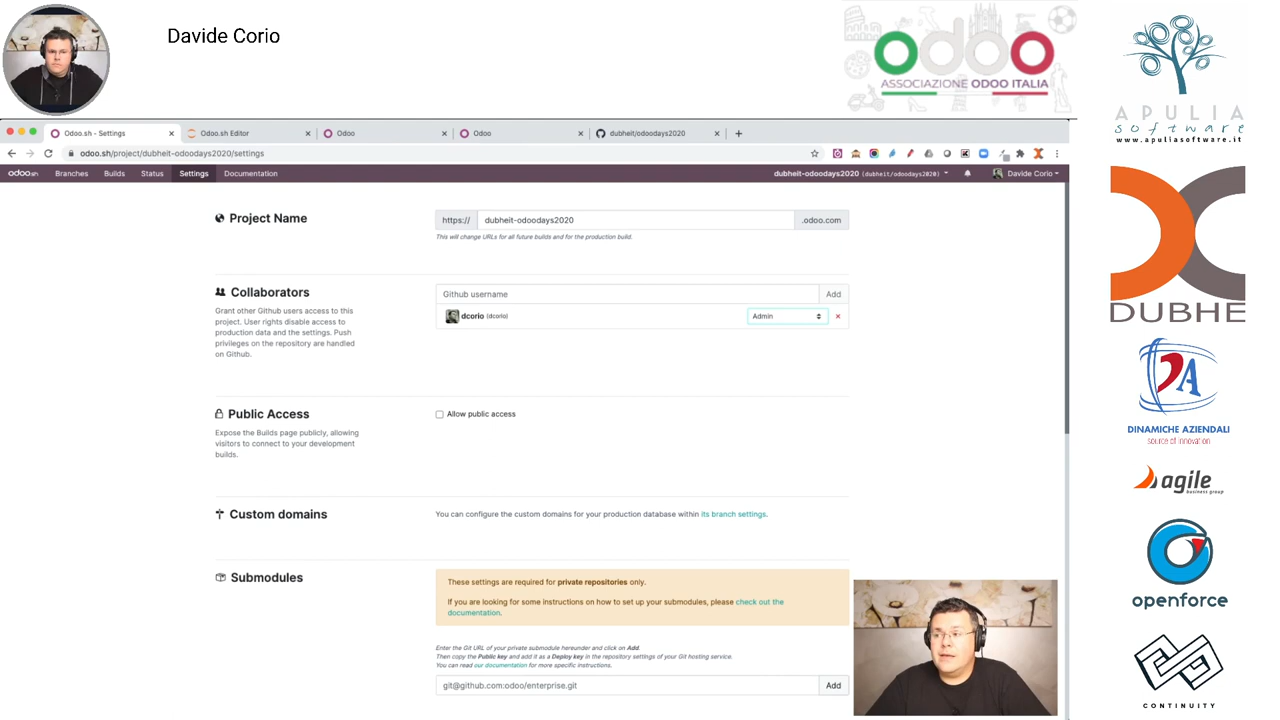 Davide Corio
odoo
ASSOCIAZIONE ODOO ITALIA
APULIA
software
www.apuliasoftware.it
Odoo.sh - Settings
Odoo.sh Editor
Odoo
Odoo
dubheit/odoodays2020
odoo.sh/project/dubheit-odoodays2020/settings
odoo.sh Branches Builds Status Settings Documentation dubheit-odoodays2020 (dubheit/odoodays2020) Davide Corio
Project Name
https:// dubheit-odoodays2020 .odoo.com
This will change URLs for all future builds and for the production build.
Collaborators
Grant other Github users access to this
project. User rights disable access to
production data and the settings. Push
privileges on the repository are handled
on Github.
Github username Add
dcorio (dcorio) Admin
Public Access
Expose the Builds page publicly, allowing
visitors to connect to your development
builds.
Allow public access
Custom domains
You can configure the custom domains for your production database within its branch settings.
Submodules
These settings are required for private repositories only.
If you are looking for some instructions on how to set up your submodules, please check out the
documentation.
Enter the Git URL of your private submodule hereunder and click on Add.
Then copy the Public key and add it as a Deploy key in the repository settings of your Git hosting service.
You can read our documentation for more specific instructions.
git@github.com:odoo/enterprise.git Add
DUBHE
DINAMICHE AZIENDALI
source of innovation
agile
business group
openforce
CONTINUITY